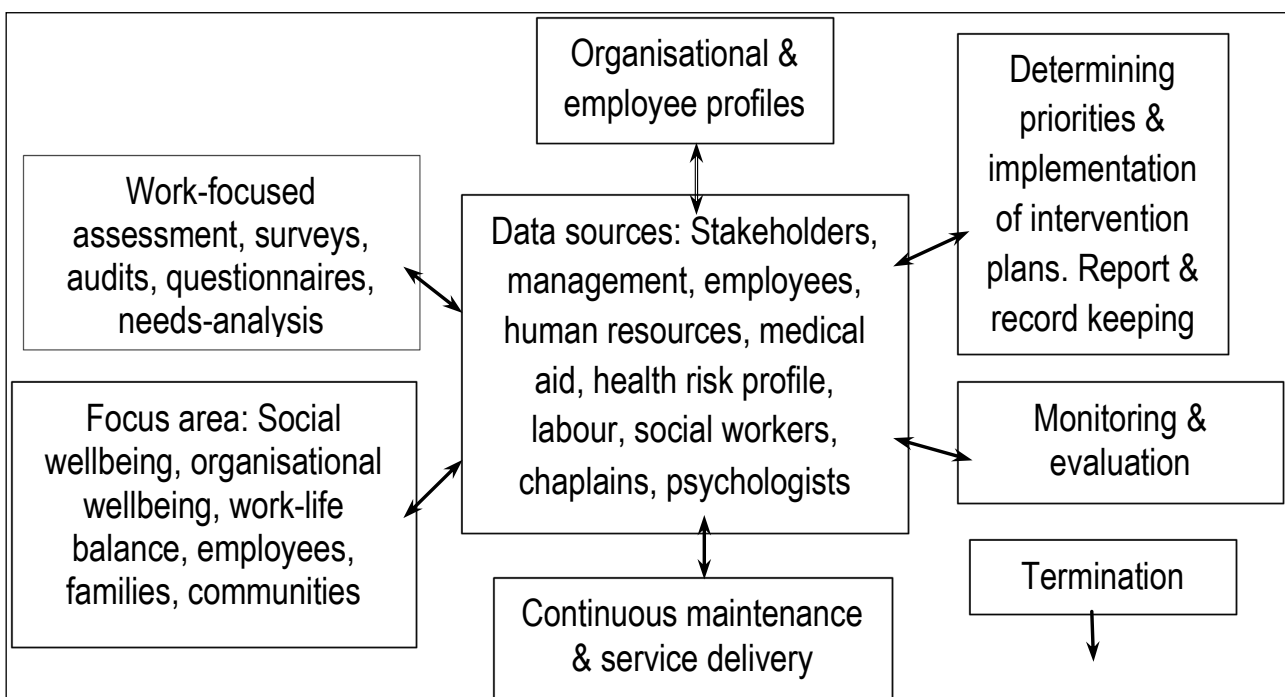 Organisational &
employee profiles
Determining
priorities &
implementation
of intervention
plans. Report &
record keeping
Work-focused
assessment, surveys,
audits, questionnaires,
needs-analysis
Data sources: Stakeholders,
management, employees,
human resources, medical
aid, health risk profile,
labour, social workers,
chaplains, psychologists
Focus area: Social
wellbeing, organisational
wellbeing, work-life
balance, employees,
families, communities
Monitoring &
evaluation
Continuous maintenance
& service delivery
Termination